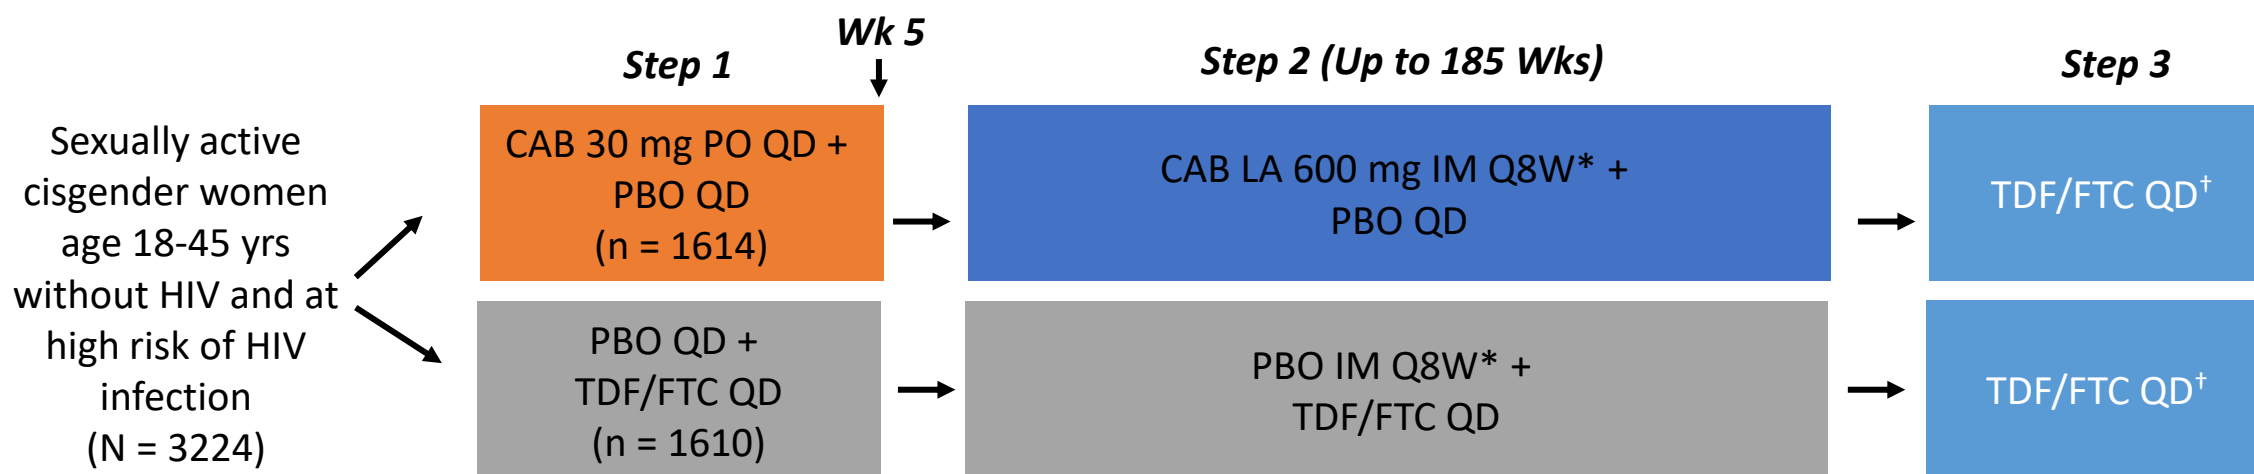 Wk 5
Step 1
Step 2 (Up to 185 Wks)
Step 3
Sexually active
cisgender women
age 18-45 yrs
without HIV and at
high risk of HIV
infection
(N = 3224)
CAB 30 mg PO QD +
PBO QD
(n = 1614)
CAB LA 600 mg IM Q8W* +
PBO QD
TDF/FTC QD†
PBO QD +
TDF/FTC QD
(n = 1610)
PBO IM Q8W* +
TDF/FTC QD
TDF/FTC QD†